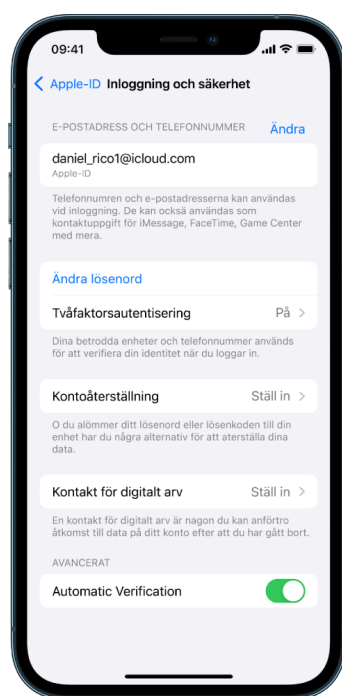 09:41
Apple-ID Inloggning och säkerhet
E-POSTADRESS OCH TELEFONNUMMER Ändra
daniel_rico1@icloud.com
Apple-ID
Telefonnumren och e-postadresserna kan användas
vid inloggning. De kan ocksä användas som
kontaktuppgift för iMessage, FaceTime, Game Center
med mera.
Ändra lösenord
Tvåfaktorsautentisering På
Dina betrodda enheter och telefonnummer används
för att verifiera din identitet när du loggar in.
Kontoåterställning Ställ in
O du alömmer ditt lösenord eller lösenkoden till din
enhet har du några alternativ för att aterställa dina
data.
Kontakt för digitalt arv Ställ in
En kontakt för digitalt arv är nagon du kan anförtro
åtkomst till data på ditt konto efter att du har gått bort.
AVANCERAT
Automatic Verification